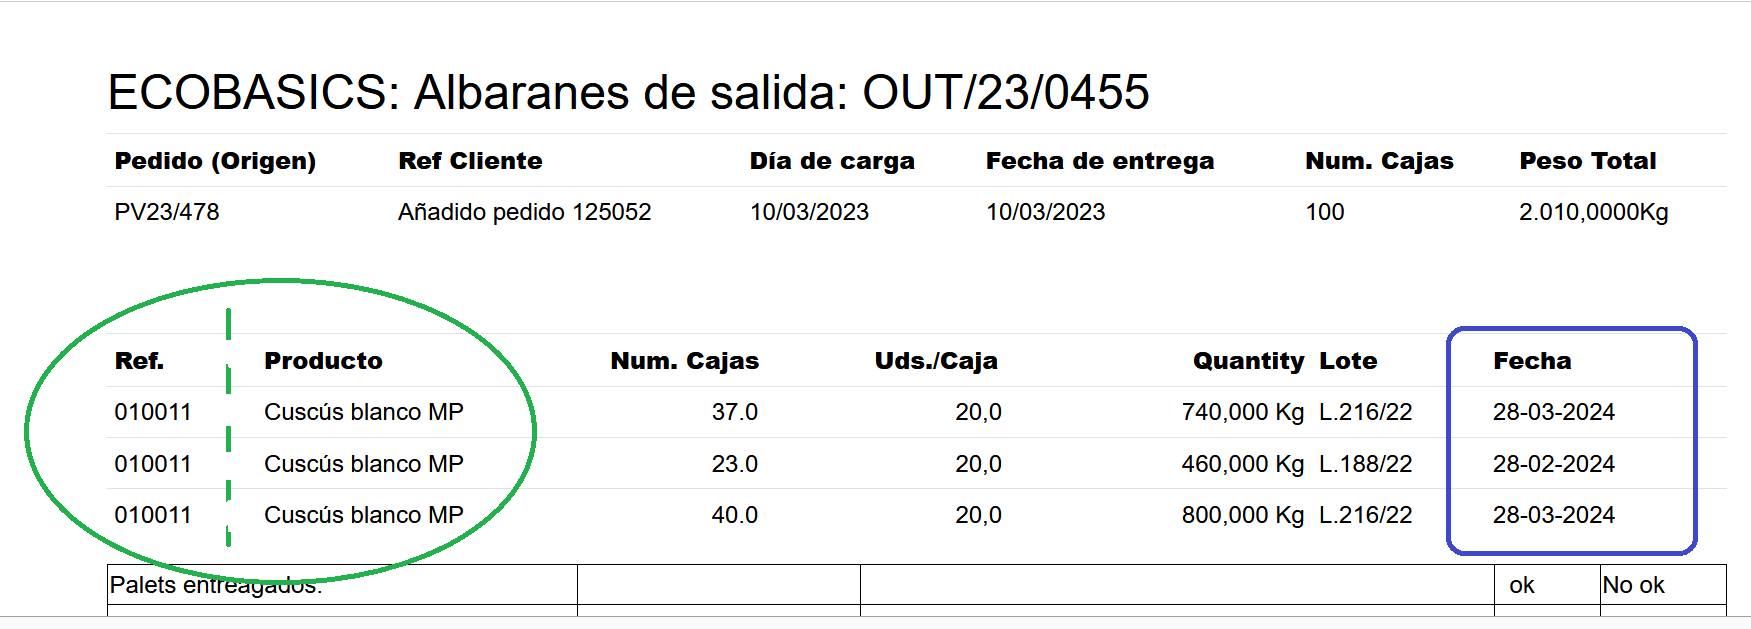 ECOBASICS: Albaranes de salida: OUT/23/0455
Pedido (Origen) Ref Cliente Día de carga Fecha de entrega Num. Cajas Peso Total
PV23/478 Añadido pedido 125052 10/03/2023 10/03/2023 100 2.010,0000Kg
Ref. Producto Num. Cajas Uds./Caja Quantity Lote Fecha
010011 Cuscús blanco MP 37.0 20,0 740,000 Kg L.216/22 28-03-2024
010011 Cuscús blanco MP 23.0 20,0 460,000 Kg L.188/22 28-02-2024
010011 Cuscús blanco MP 40.0 20,0 800,000 Kg L.216/22 28-03-2024
Palets entreagados: ok No ok